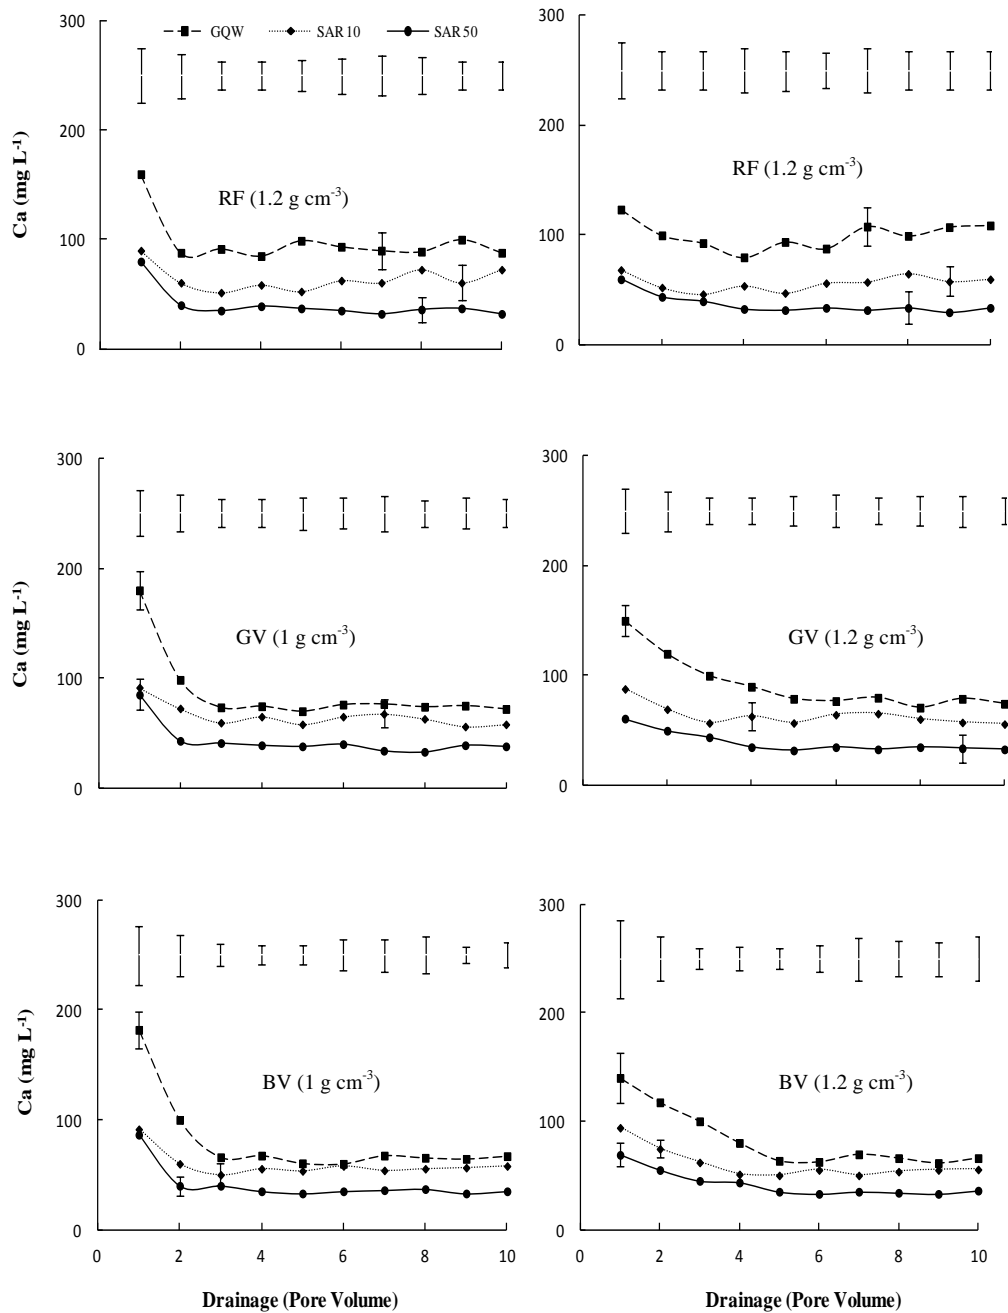 300
GQW
SAR 10
SAR 50
200
100
0
Ca (mg L⁻¹)
RF (1.2 g cm⁻³)
300
200
100
0
RF (1.2 g cm⁻³)
300
200
100
0
Ca (mg L⁻¹)
GV (1 g cm⁻³)
300
200
100
0
GV (1.2 g cm⁻³)
300
200
100
0
Ca (mg L⁻¹)
BV (1 g cm⁻³)
0 2 4 6 8 10
Drainage (Pore Volume)
300
200
100
0
BV (1.2 g cm⁻³)
0 2 4 6 8 10
Drainage (Pore Volume)